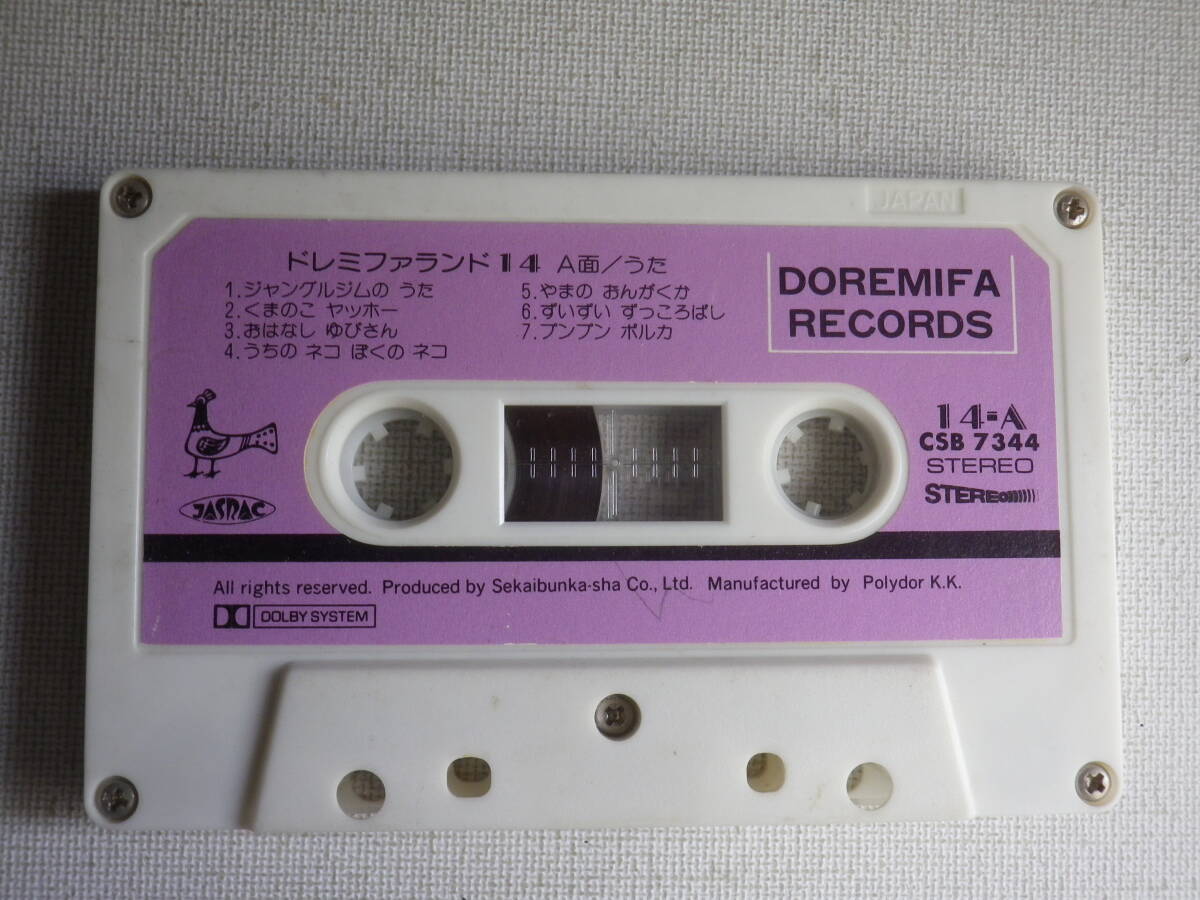 JAPAN
ドレミファランド 14 A面/うた
1.ジャングルジムの うた
2.くまのこ ヤッホー
3.おはなし ゆびさん
4.うちの ネコ ぼくの ネコ
5.やまの おんがくか
6.ずいずい ずっころばし
7.ブンブン ポルカ
DOREMIFA
RECORDS
14-A
CSB 7344
STEREO
STEREO
JASRAC
All rights reserved. Produced by Sekaibunka-sha Co., Ltd. Manufactured by Polydor K.K.
DOLBY SYSTEM